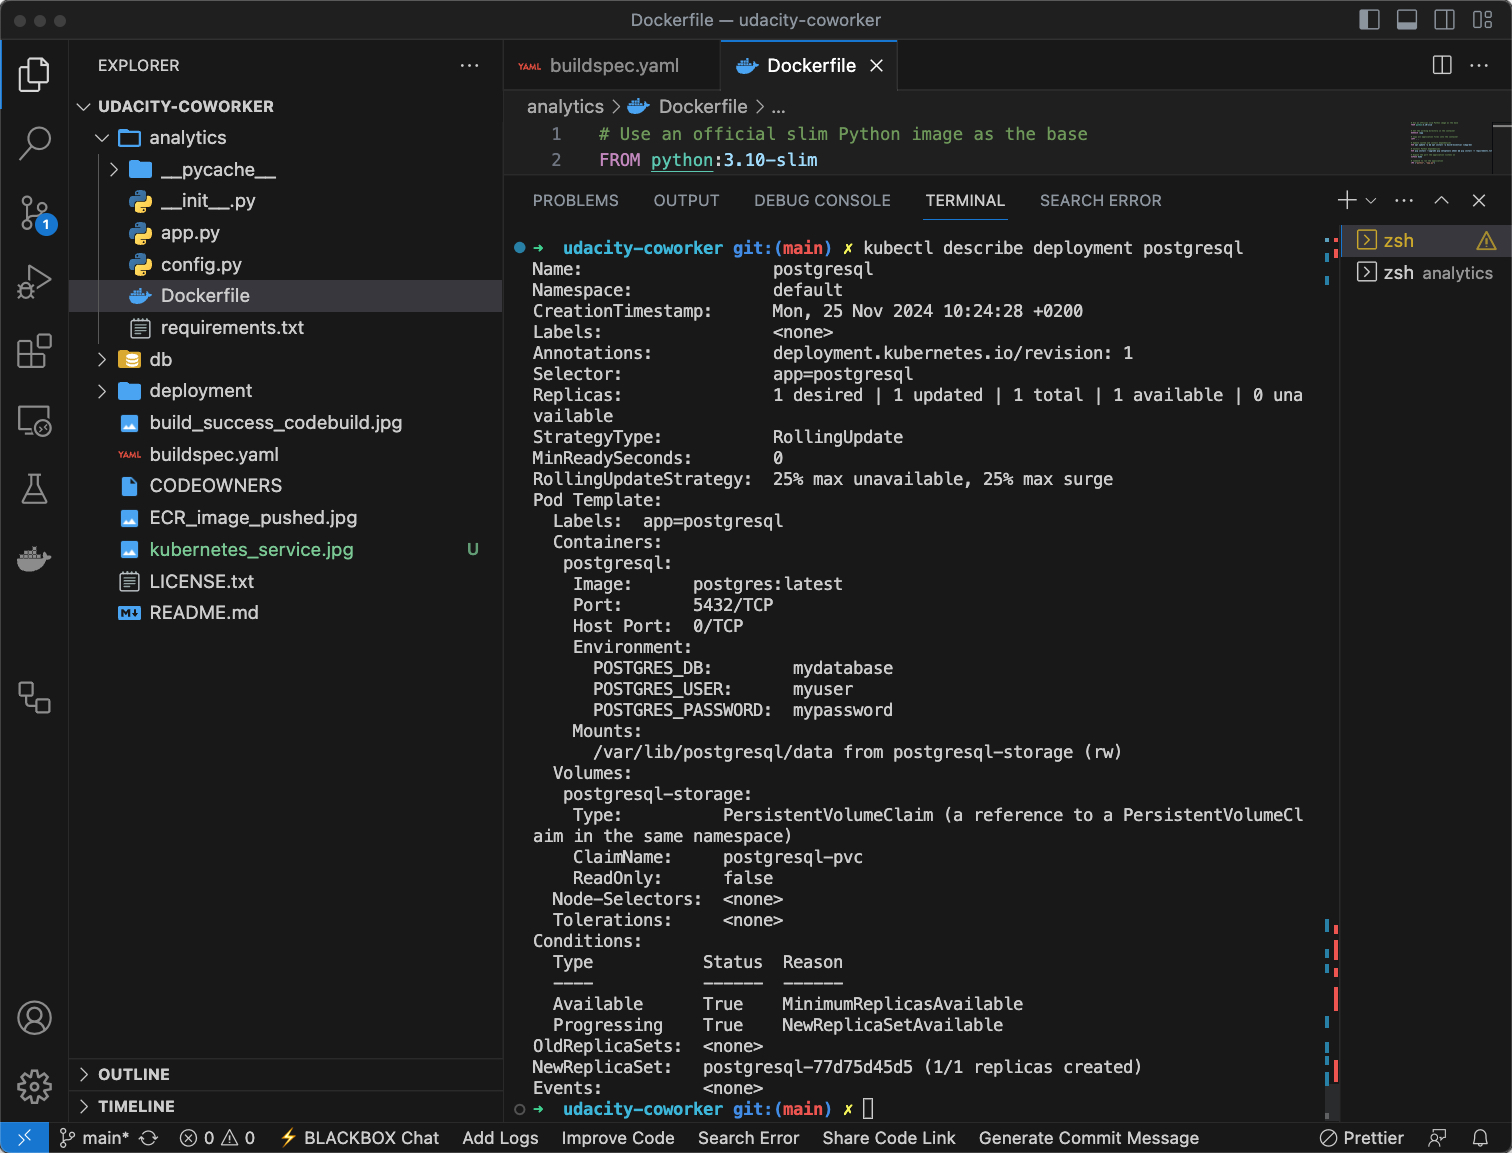 Dockerfile — udacity-coworker
EXPLORER
UDACITY-COWORKER
analytics
__pycache__
__init__.py
app.py
config.py
Dockerfile
requirements.txt
db
deployment
build_success_codebuild.jpg
YAML buildspec.yaml
CODEOWNERS
ECR_image_pushed.jpg
kubernetes_service.jpg U
LICENSE.txt
README.md
OUTLINE
TIMELINE
1
YAML buildspec.yaml
Dockerfile
analytics > Dockerfile > ...
1 # Use an official slim Python image as the base
2 FROM python:3.10-slim
PROBLEMS OUTPUT DEBUG CONSOLE TERMINAL SEARCH ERROR
zsh
zsh analytics
→ udacity-coworker git:(main) ✗ kubectl describe deployment postgresql
Name: postgresql
Namespace: default
CreationTimestamp: Mon, 25 Nov 2024 10:24:28 +0200
Labels: <none>
Annotations: deployment.kubernetes.io/revision: 1
Selector: app=postgresql
Replicas: 1 desired | 1 updated | 1 total | 1 available | 0 una
vailable
StrategyType: RollingUpdate
MinReadySeconds: 0
RollingUpdateStrategy: 25% max unavailable, 25% max surge
Pod Template:
Labels: app=postgresql
Containers:
postgresql:
Image: postgres:latest
Port: 5432/TCP
Host Port: 0/TCP
Environment:
POSTGRES_DB: mydatabase
POSTGRES_USER: myuser
POSTGRES_PASSWORD: mypassword
Mounts:
/var/lib/postgresql/data from postgresql-storage (rw)
Volumes:
postgresql-storage:
Type: PersistentVolumeClaim (a reference to a PersistentVolumeCl
aim in the same namespace)
ClaimName: postgresql-pvc
ReadOnly: false
Node-Selectors: <none>
Tolerations: <none>
Conditions:
Type Status Reason
---- ------ ------
Available True MinimumReplicasAvailable
Progressing True NewReplicaSetAvailable
OldReplicaSets: <none>
NewReplicaSet: postgresql-77d75d45d5 (1/1 replicas created)
Events: <none>
→ udacity-coworker git:(main) ✗
main* 0 0 BLACKBOX Chat Add Logs Improve Code Search Error Share Code Link Generate Commit Message Prettier